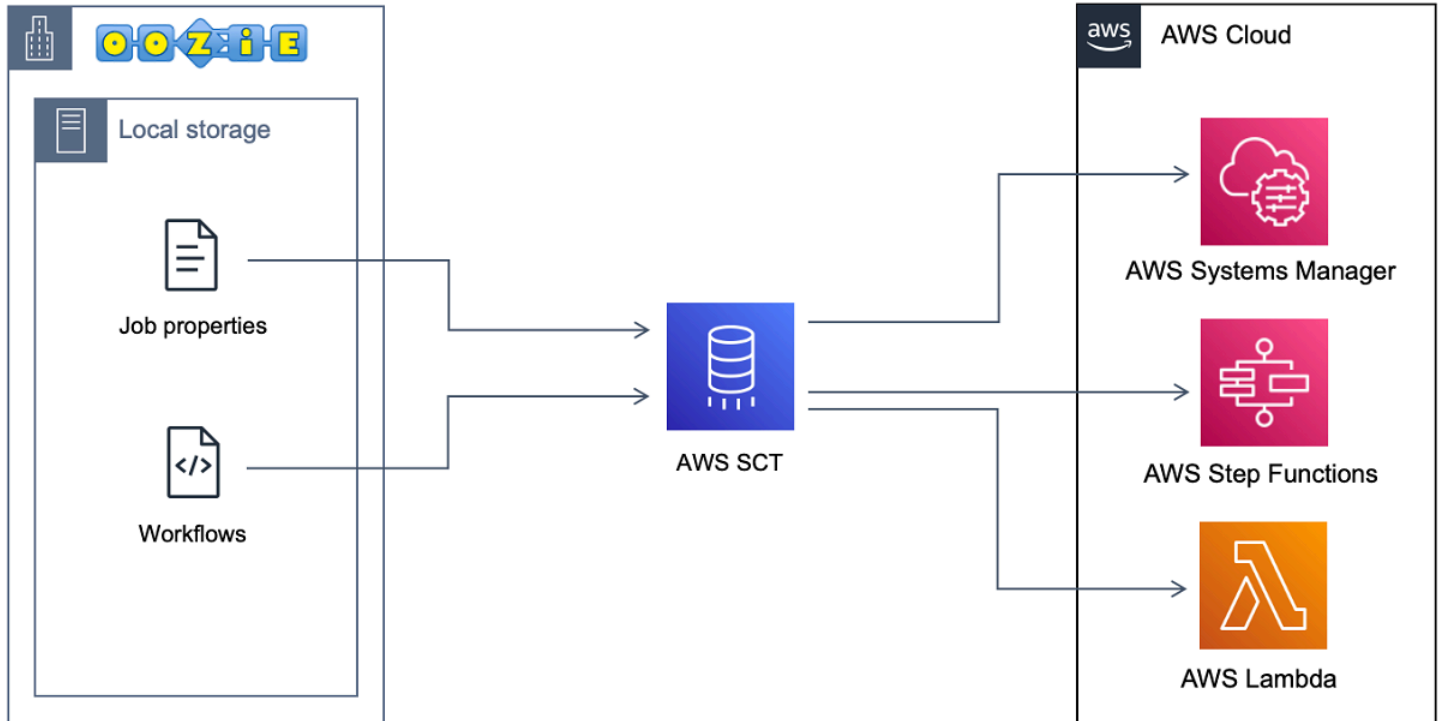 OOZiE
Local storage
Job properties
Workflows
AWS SCT
aws
AWS Cloud
AWS Systems Manager
AWS Step Functions
AWS Lambda